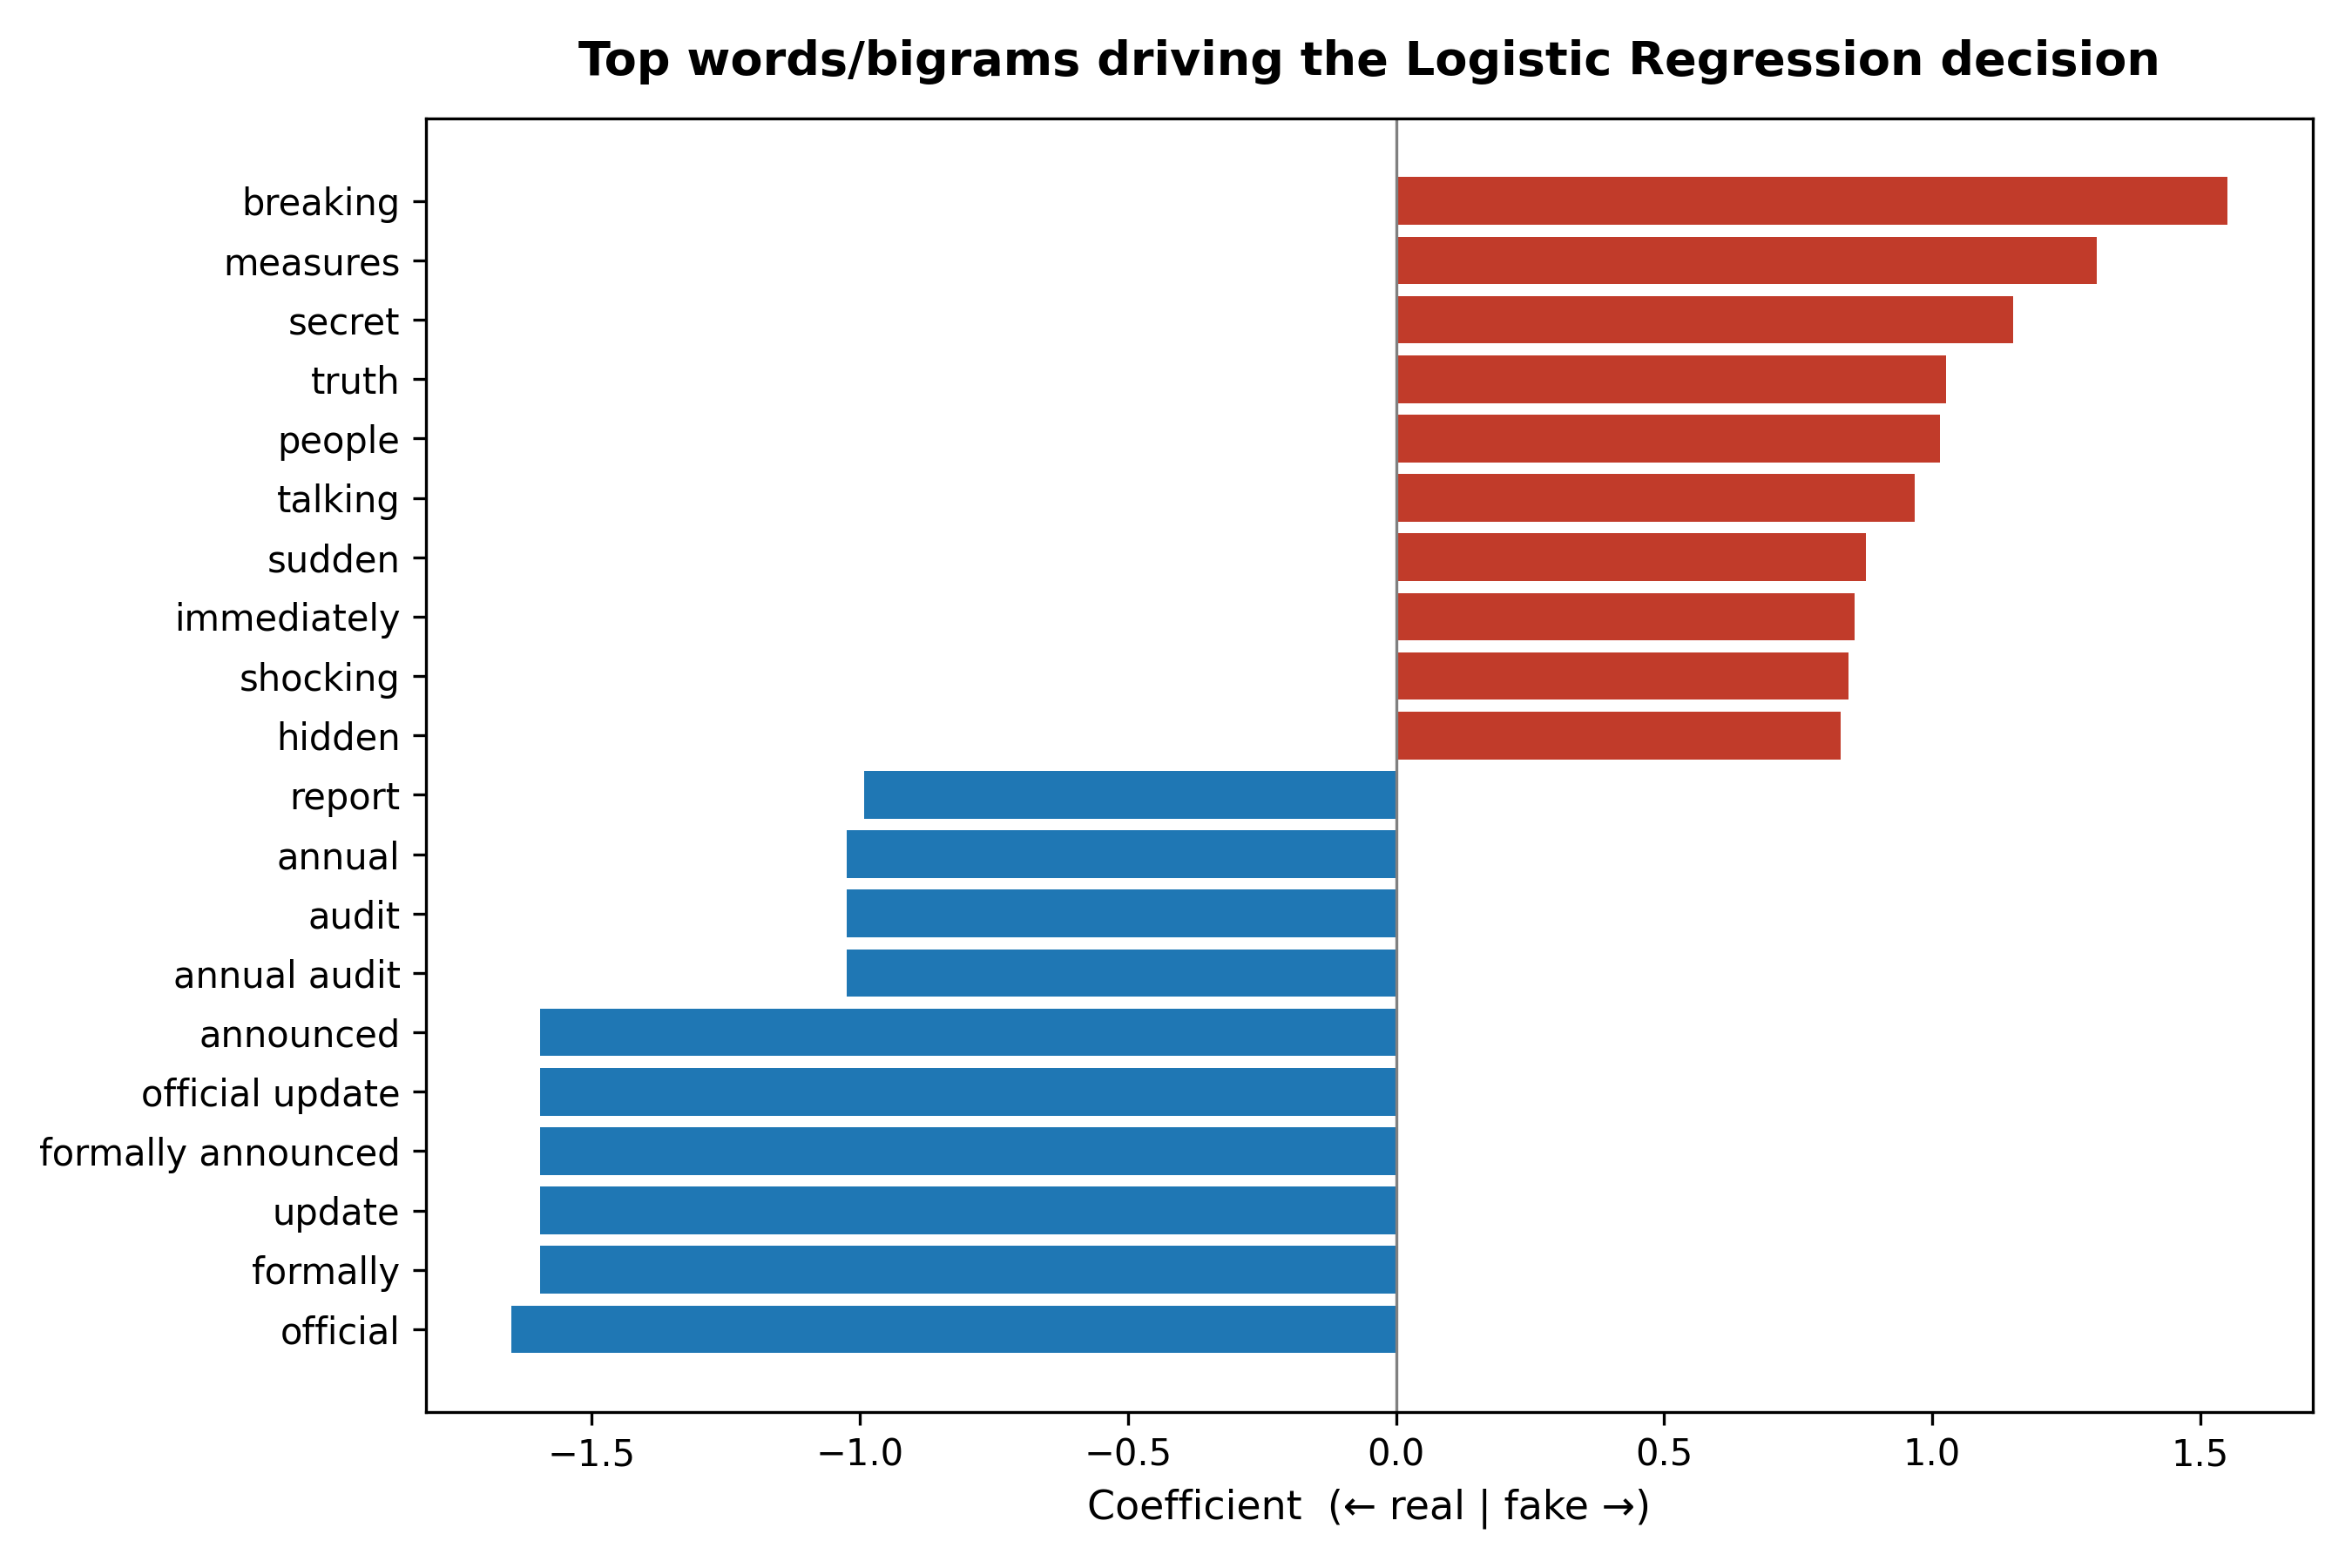 Top words/bigrams driving the Logistic Regression decision
breaking
measures
secret
truth
people
talking
sudden
immediately
shocking
hidden
report
annual
audit
annual audit
announced
official update
formally announced
update
formally
official
−1.5 −1.0 −0.5 0.0 0.5 1.0 1.5
Coefficient (← real | fake →)